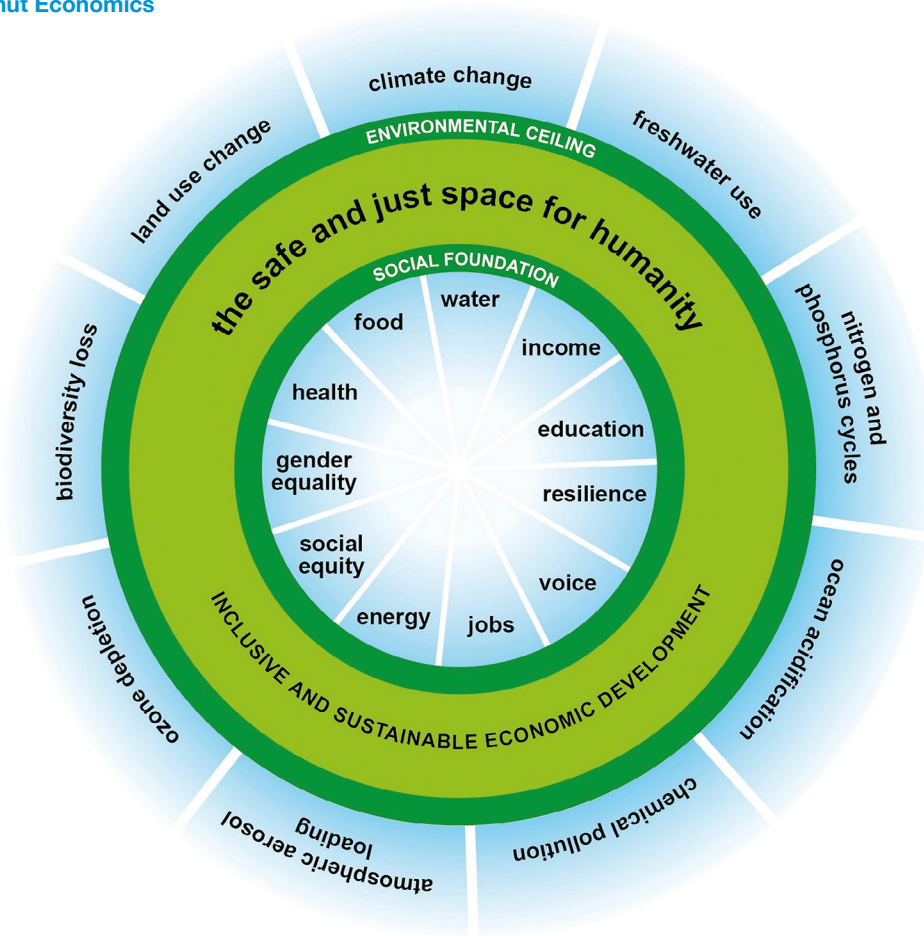 nut Economics
climate change
freshwater use
nitrogen and
phosphorus cycles
ocean acidification
chemical pollution
atmospheric aerosol
loading
ozone depletion
biodiversity loss
land use change
ENVIRONMENTAL CEILING
the safe and just space for humanity
SOCIAL FOUNDATION
water
income
education
resilience
voice
jobs
energy
social
equity
gender
equality
health
food
INCLUSIVE AND SUSTAINABLE ECONOMIC DEVELOPMENT